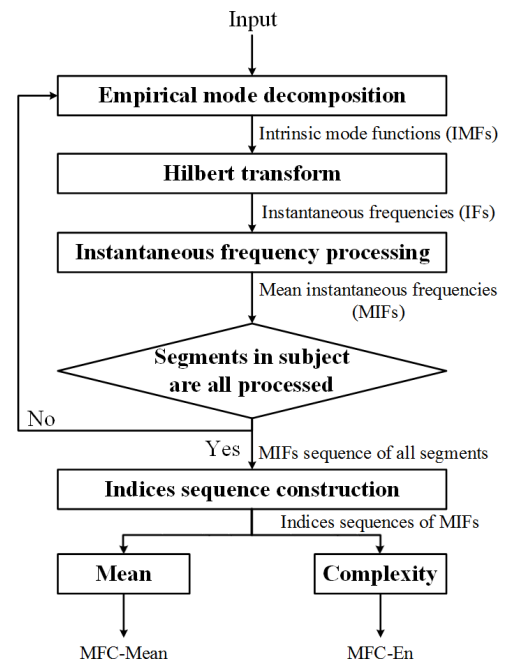 Input
Empirical mode decomposition
Intrinsic mode functions (IMFs)
Hilbert transform
Instantaneous frequencies (IFs)
Instantaneous frequency processing
Mean instantaneous frequencies
(MIFs)
Segments in subject
are all processed
No
Yes
MIFs sequence of all segments
Indices sequence construction
Indices sequences of MIFs
Mean
Complexity
MFC-Mean
MFC-En